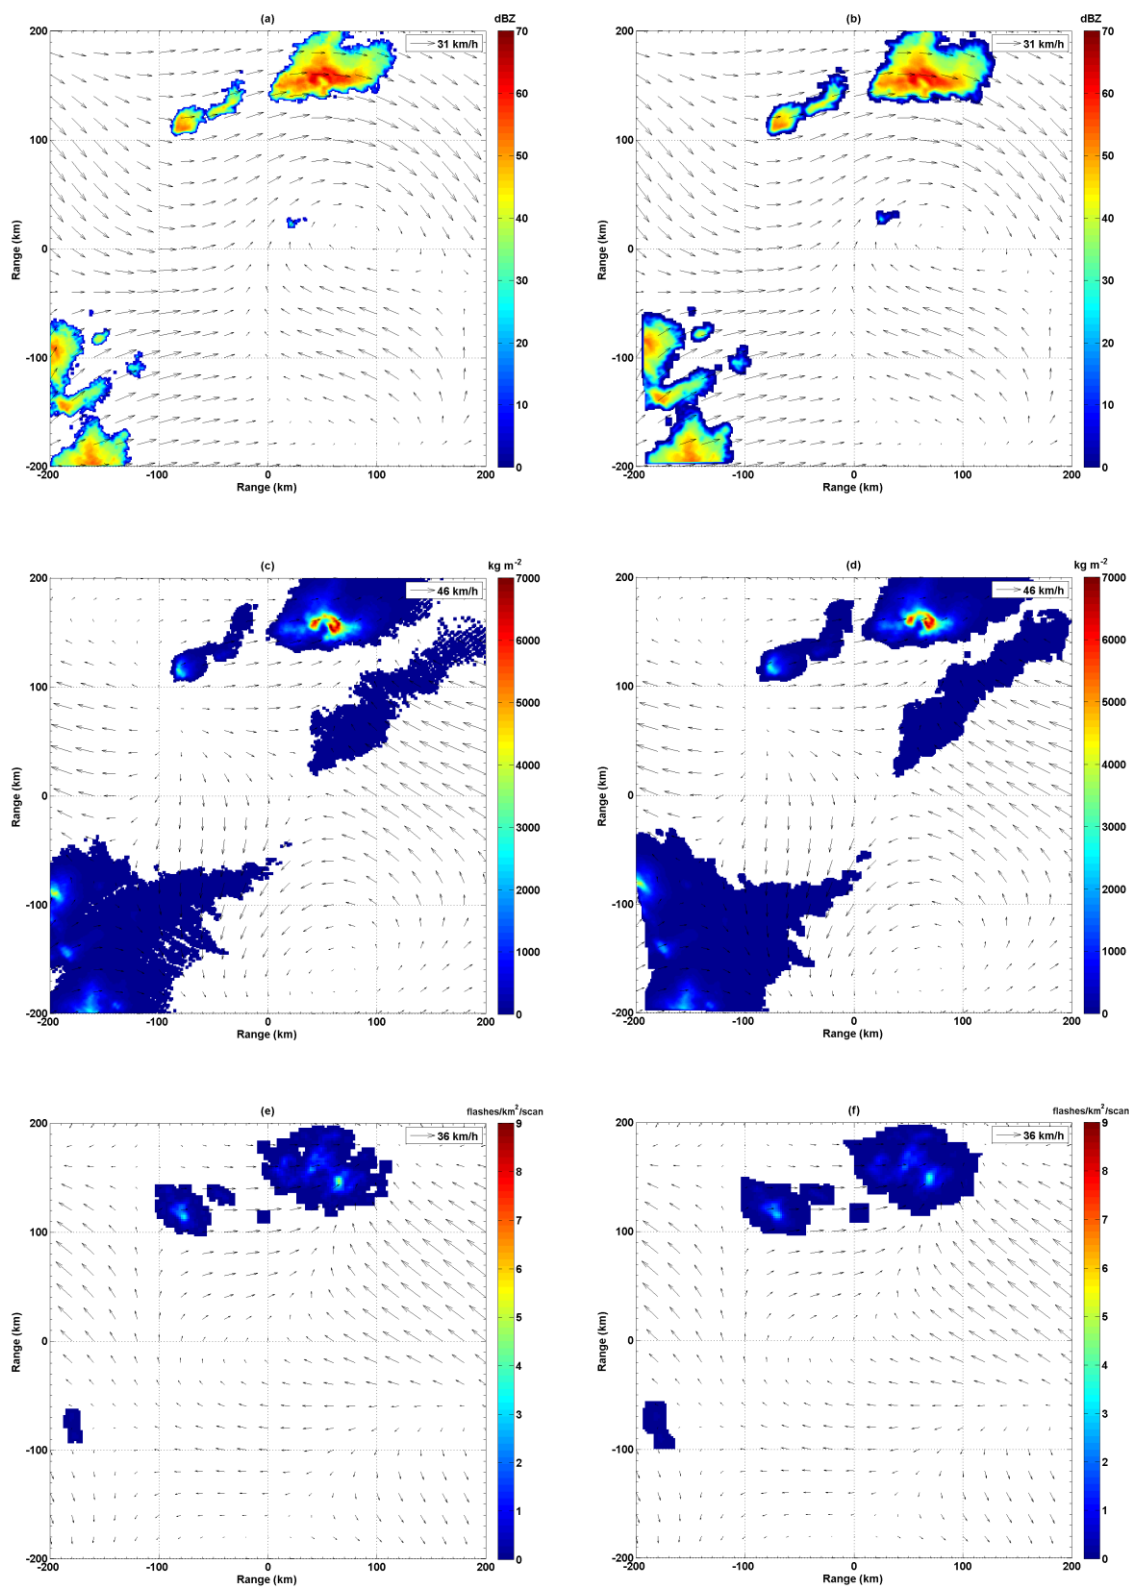 (a) dBZ (b) dBZ
200 31 km/h 70 200 31 km/h 70
60 60
100 100
50 50
Range (km) 0 40 Range (km) 0 40
30 30
20 20
-100 -100
10 10
-200 0 -200 0
-200 -100 0 100 200 -200 -100 0 100 200
Range (km) Range (km)
(c) kg m-2 (d) kg m-2
200 46 km/h 7000 200 46 km/h 7000
6000 6000
100 100
5000 5000
Range (km) 0 4000 Range (km) 0 4000
3000 3000
2000 2000
-100 -100
1000 1000
-200 0 -200 0
-200 -100 0 100 200 -200 -100 0 100 200
Range (km) Range (km)
(e) flashes/km2/scan (f) flashes/km2/scan
200 36 km/h 9 200 36 km/h 9
8 8
100 7 100 7
6 6
Range (km) 0 5 Range (km) 0 5
4 4
3 3
-100 2 -100 2
1 1
-200 0 -200 0
-200 -100 0 100 200 -200 -100 0 100 200
Range (km) Range (km)